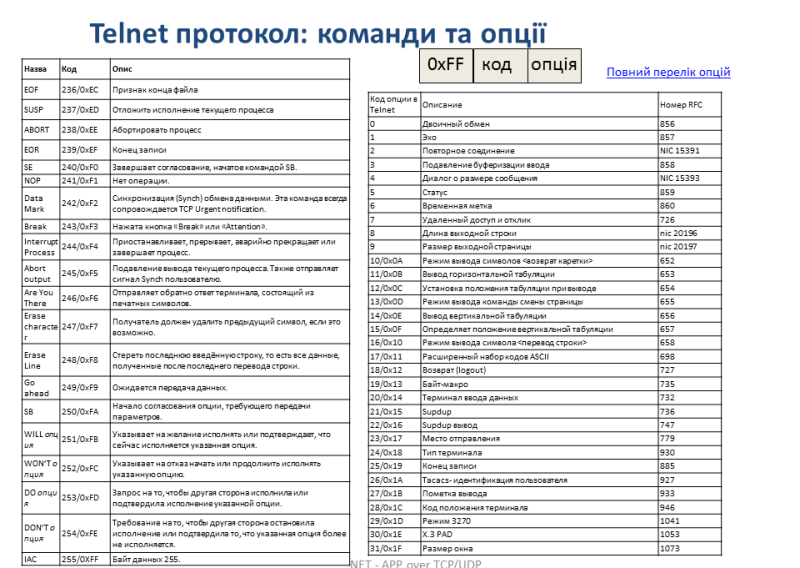 Telnet протокол: команди та опції
0xFF код опція
Повний перелік опцій
Назва Код Опис
EOF 236/0xEC Признак конца файла
SUSP 237/0xED Отложить исполнение текущего процесса
ABORT 238/0xEE Абортировать процесс
EOR 239/0xEF Конец записи
SE 240/0xF0 Завершает согласование, начатое командой SB.
NOP 241/0xF1 Нет операции.
Data
Mark
242/0xF2
Синхронизация (Synch) обмена данными. Эта команда всегда
сопровождается TCP Urgent notification.
Break 243/0xF3 Нажата кнопка «Break» или «Attention».
Interrupt
Process
244/0xF4
Приостанавливает, прерывает, аварийно прекращает или
завершает процесс.
Abort
output
245/0xF5
Подавление вывода текущего процесса. Также отправляет
сигнал Synch пользователю.
Are You
There
246/0xF6
Отправляет обратно ответ терминала, состоящий из
печатных символов.
Erase
characte
r
247/0xF7
Получатель должен удалить предыдущий символ, если это
возможно.
Erase
Line
248/0xF8
Стереть последнюю введённую строку, то есть все данные,
полученные после последнего перевода строки.
Go
ahead
249/0xF9 Ожидается передача данных.
SB 250/0xFA
Начало согласования опции, требующего передачи
параметров.
WILL опц
ия
251/0xFB
Указывает на желание исполнять или подтверждает, что
сейчас исполняется указанная опция.
WON'T о
пция
252/0xFC
Указывает на отказ начать или продолжить исполнять
указанную опцию.
DO опци
я
253/0xFD
Запрос на то, чтобы другая сторона исполнила или
подтвердила исполнение указанной опции.
DON'T о
пция
254/0xFE
Требование на то, чтобы другая сторона остановила
исполнение или подтвердила то, что указанная опция более
не исполняется.
IAC 255/0XFF Байт данных 255.
Код опции в
Telnet
Описание Номер RFC
0 Двоичный обмен 856
1 Эхо 857
2 Повторное соединение NIC 15391
3 Подавление буферизации ввода 858
4 Диалог о размере сообщения NIC 15393
5 Статус 859
6 Временная метка 860
7 Удаленный доступ и отклик 726
8 Длина выходной строки nic 20196
9 Размер выходной страницы nic 20197
10/0x0A Режим вывода символов <возврат каретки> 652
11/0x0B Вывод горизонтальной табуляции 653
12/0x0C Установка положения табуляции при выводе 654
13/0x0D Режим вывода команды смены страницы 655
14/0x0E Вывод вертикальной табуляции 656
15/0x0F Определяет положение вертикальной табуляции 657
16/0x10 Режим вывода символа <перевод строки> 658
17/0x11 Расширенный набор кодов ASCII 698
18/0x12 Возврат (logout) 727
19/0x13 Байт-макро 735
20/0x14 Терминал ввода данных 732
21/0x15 Supdup 736
22/0x16 Supdup вывод 747
23/0x17 Место отправления 779
24/0x18 Тип терминала 930
25/0x19 Конец записи 885
26/0x1A Tacacs- идентификация пользователя 927
27/0x1B Пометка вывода 933
28/0x1C Код положения терминала 946
29/0x1D Режим 3270 1041
30/0x1E X.3 PAD 1053
31/0x1F Размер окна 1073
NET - APP over TCP/UDP